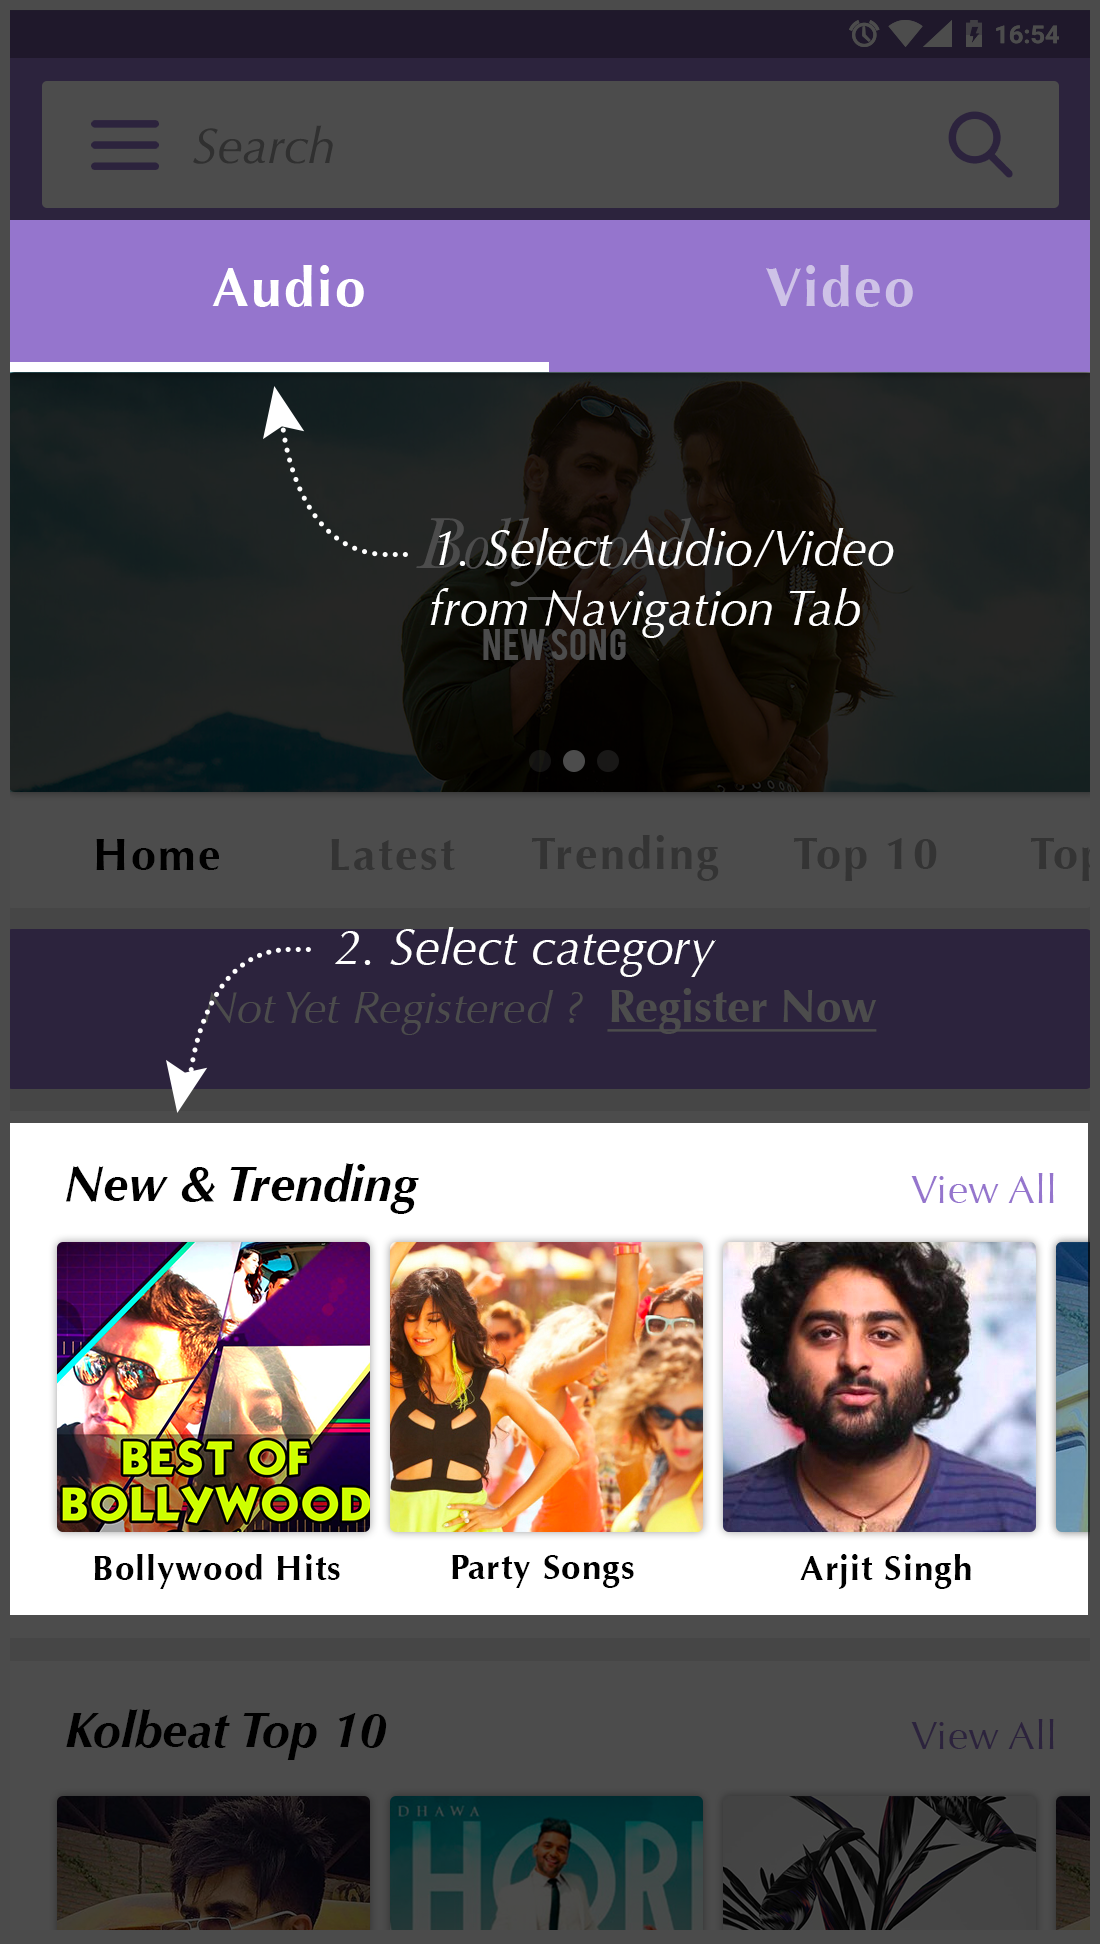 16:54
Search
Audio
Video
Bollywood
1. Select Audio/Video
from Navigation Tab
NEW SONG
Home
Latest
Trending
Top 10
Top
2. Select category
Not Yet Registered ? Register Now
New & Trending
View All
BEST OF
BOLLYWOOD
Bollywood Hits
Party Songs
Arjit Singh
Kolbeat Top 10
View All
DHAWA
HORI